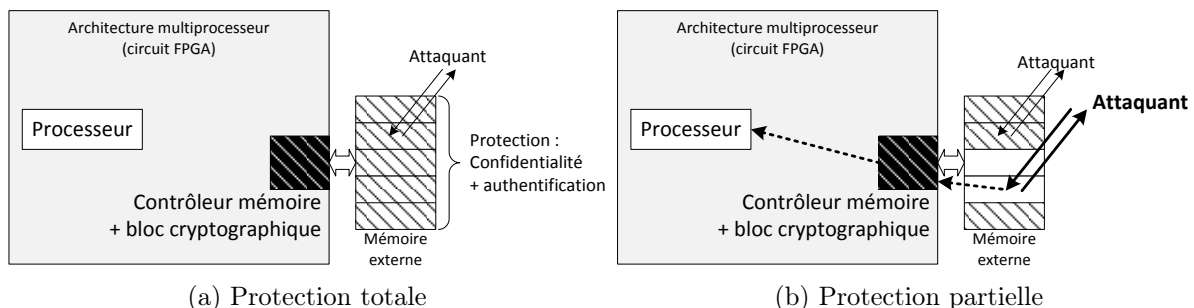 Architecture multiprocesseur
(circuit FPGA)
Attaquant
Processeur
Protection :
Confidentialité
+ authentification
Contrôleur mémoire
+ bloc cryptographique
Mémoire
externe
(a) Protection totale
Architecture multiprocesseur
(circuit FPGA)
Attaquant
Attaquant
Processeur
Contrôleur mémoire
+ bloc cryptographique
Mémoire
externe
(b) Protection partielle